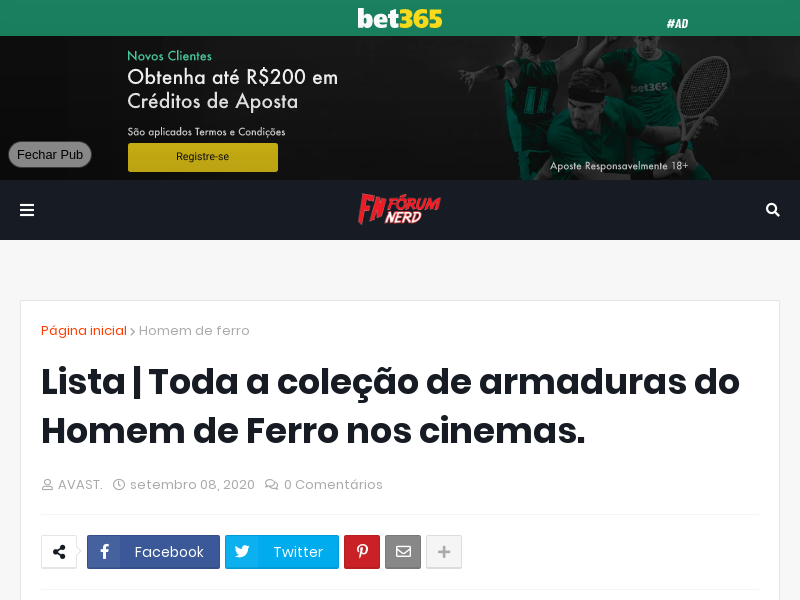 bet365
#AD
Novos Clientes
Obtenha até R$200 em
Créditos de Aposta
São aplicados Termos e Condições
Registre-se
bet365
Aposte Responsavelmente 18+
Fechar Pub
FN FÓRUM
NERD
Página inicial Homem de ferro
Lista | Toda a coleção de armaduras do
Homem de Ferro nos cinemas.
AVAST. setembro 08, 2020 0 Comentários
Facebook Twitter